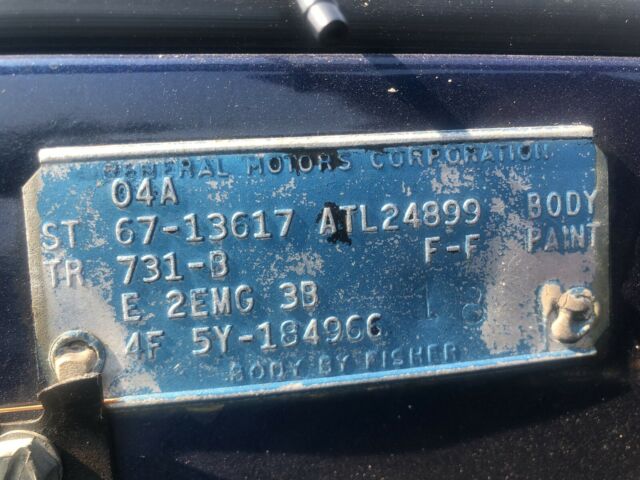 GENERAL MOTORS CORPORATION
04A
ST 67-13617 ATL24899 BODY
TR 731-B F-F PAINT
E 2EMG 3B
4F 5Y-184966
BODY BY FISHER